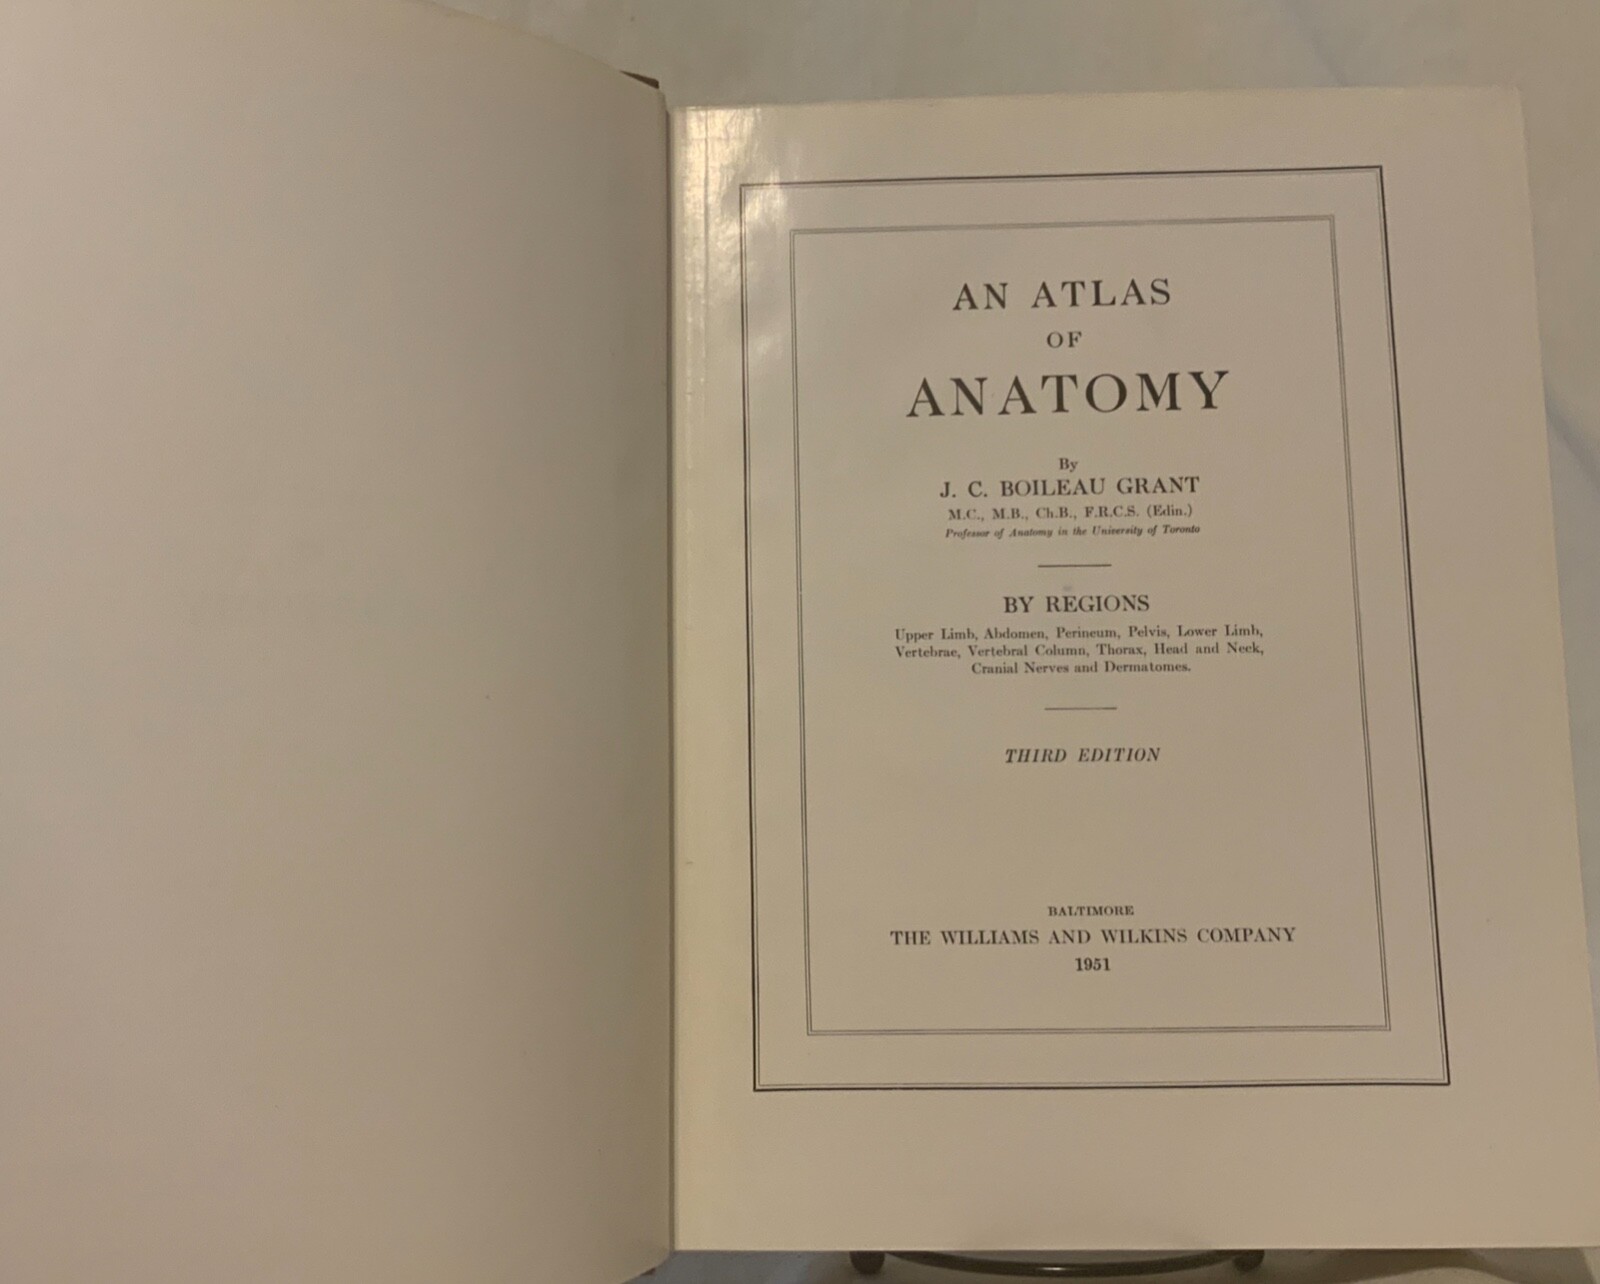 AN ATLAS
OF
ANATOMY
By
J. C. BOILEAU GRANT
M.C., M.B., Ch.B., F.R.C.S. (Edin.)
Professor of Anatomy in the University of Toronto
BY REGIONS
Upper Limb, Abdomen, Perineum, Pelvis, Lower Limb,
Vertebrae, Vertebral Column, Thorax, Head and Neck,
Cranial Nerves and Dermatomes.
THIRD EDITION
BALTIMORE
THE WILLIAMS AND WILKINS COMPANY
1951